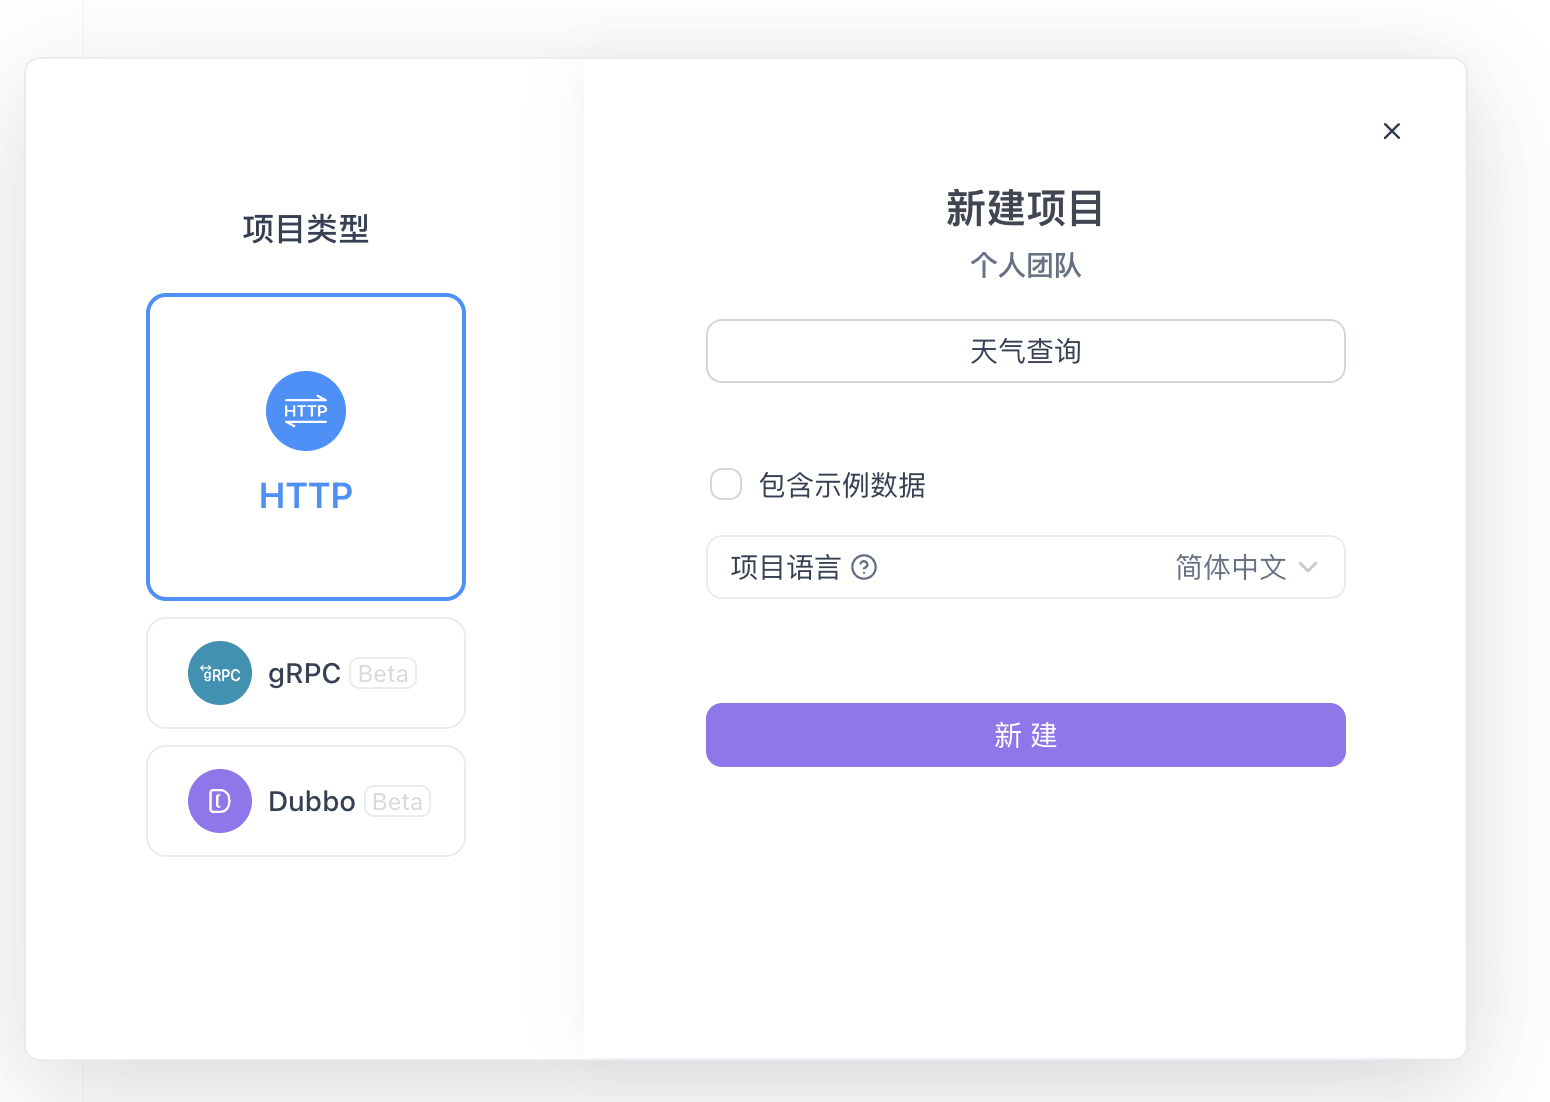 项目类型
HTTP
HTTP
gRPC
gRPC Beta
D
Dubbo Beta
新建项目
个人团队
天气查询
包含示例数据
项目语言 ? 简体中文
新 建